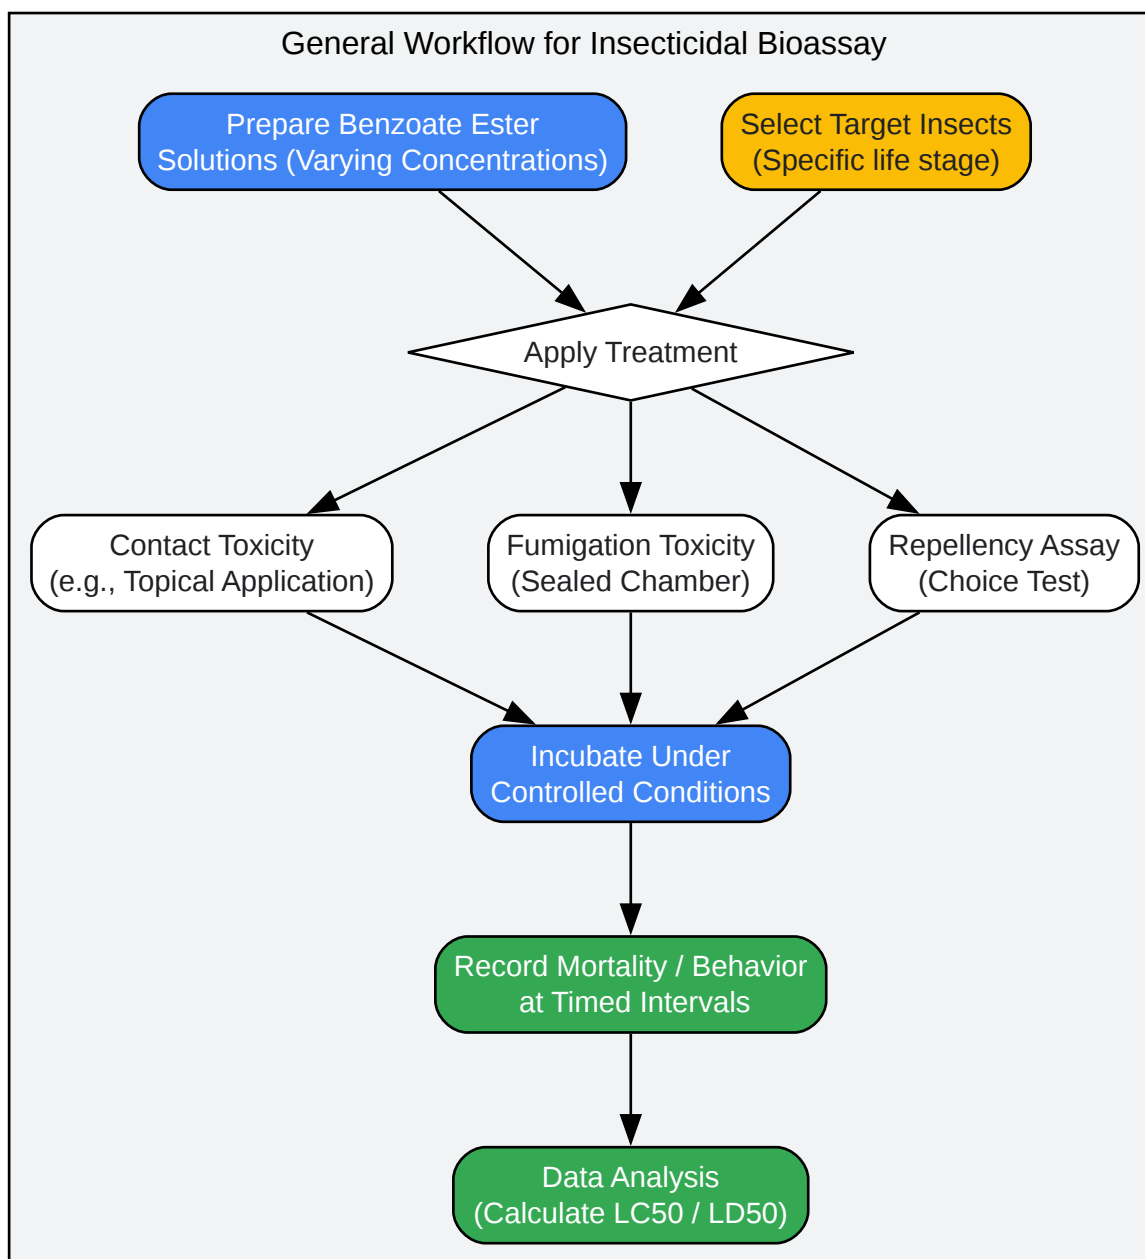 General Workflow for Insecticidal Bioassay
Prepare Benzoate Ester
Solutions (Varying Concentrations)
Select Target Insects
(Specific life stage)
Apply Treatment
Contact Toxicity
(e.g., Topical Application)
Fumigation Toxicity
(Sealed Chamber)
Repellency Assay
(Choice Test)
Incubate Under
Controlled Conditions
Record Mortality / Behavior
at Timed Intervals
Data Analysis
(Calculate LC50 / LD50)